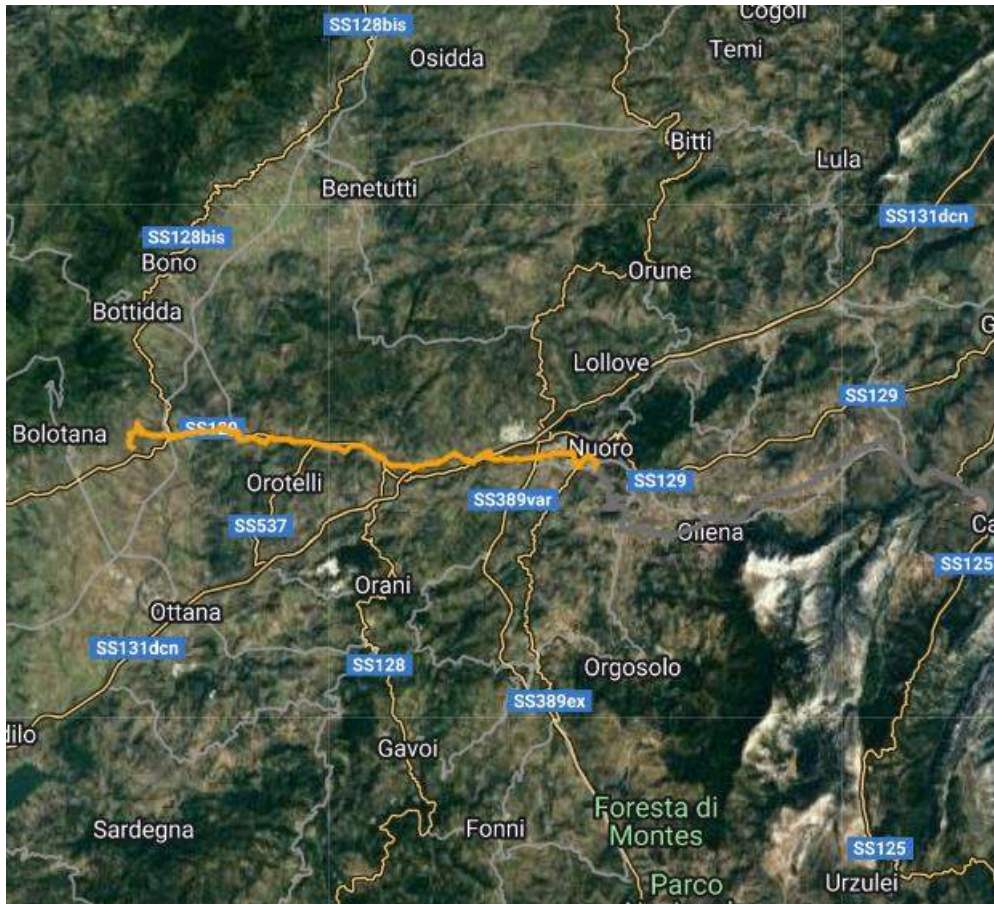 Cogoli
SS128bis
Temi
Osidda
Bitti
Lula
Benetutti
SS131dcn
SS128bis
Bono
Orune
Bottidda
Lollove
SS129
Bolotana
Nuoro
Orotelli
SS129
SS389var
SS537
Oliena
SS125
Orani
Ottana
SS131dcn
SS128
Orgosolo
SS389ex
Gavoi
Foresta di
Montes
Sardegna
Fonni
SS125
Urzulei
Parco